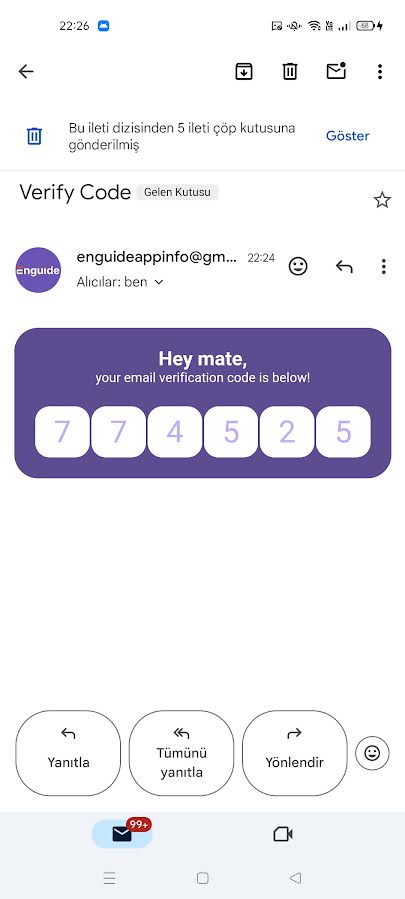 22:26
68
Bu ileti dizisinden 5 ileti çöp kutusuna
gönderilmiş
Göster
Verify Code
Gelen Kutusu
enguideappinfo@gm...
22:24
Enguide
Alıcılar: ben
Hey mate,
your email verification code is below!
7 7 4 5 2 5
Yanıtla
Tümünü
yanıtla
Yönlendir
99+